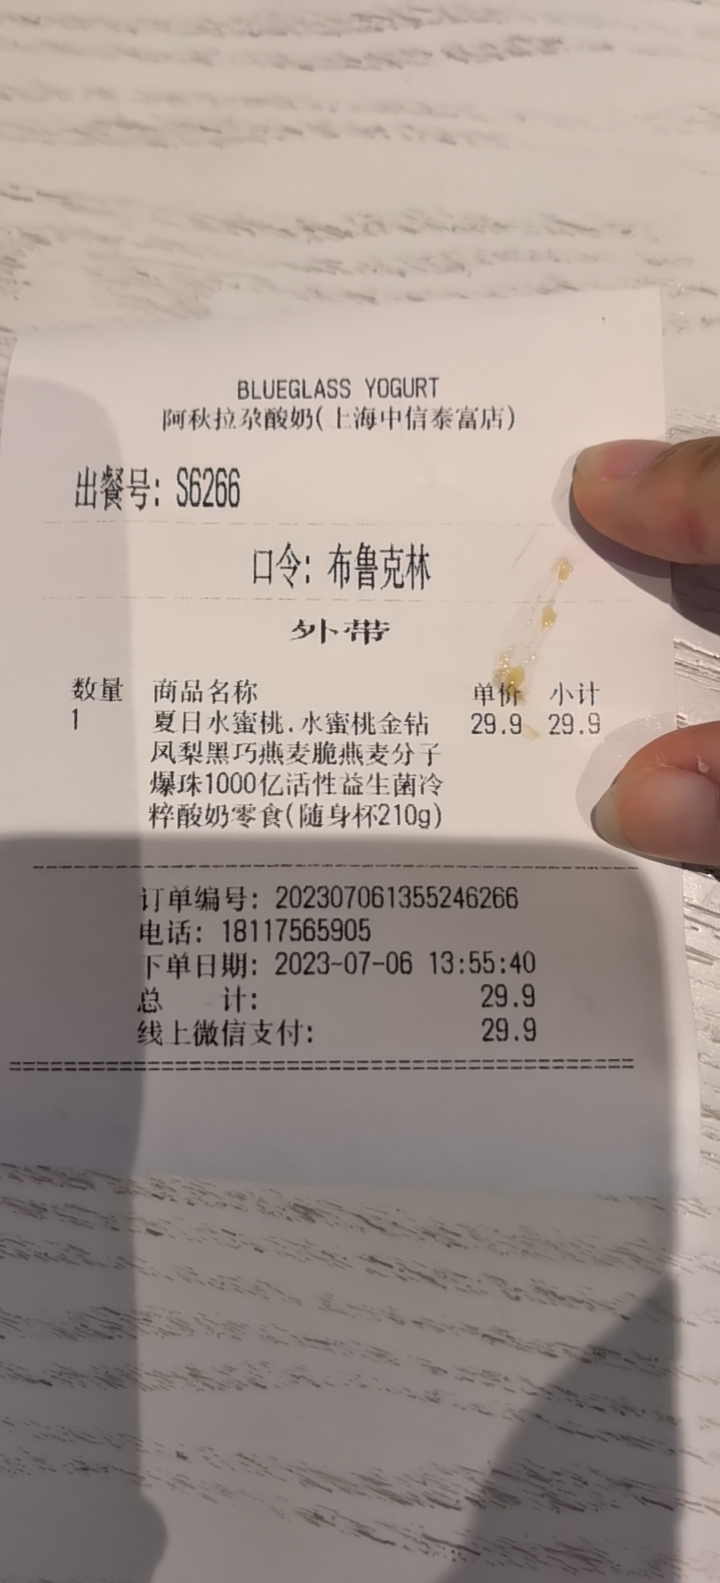 BLUEGLASS YOGURT
阿秋拉尕酸奶(上海中信泰富店)
出餐号: S6266
口令: 布鲁克林
外带
数量 商品名称 单价 小计
1 夏日水蜜桃.水蜜桃金钻 29.9 29.9
凤梨黑巧燕麦脆燕麦分子
爆珠1000亿活性益生菌冷
粹酸奶零食(随身杯210g)
订单编号: 202307061355246266
电话: 18117565905
下单日期: 2023-07-06 13:55:40
总 计: 29.9
线上微信支付: 29.9